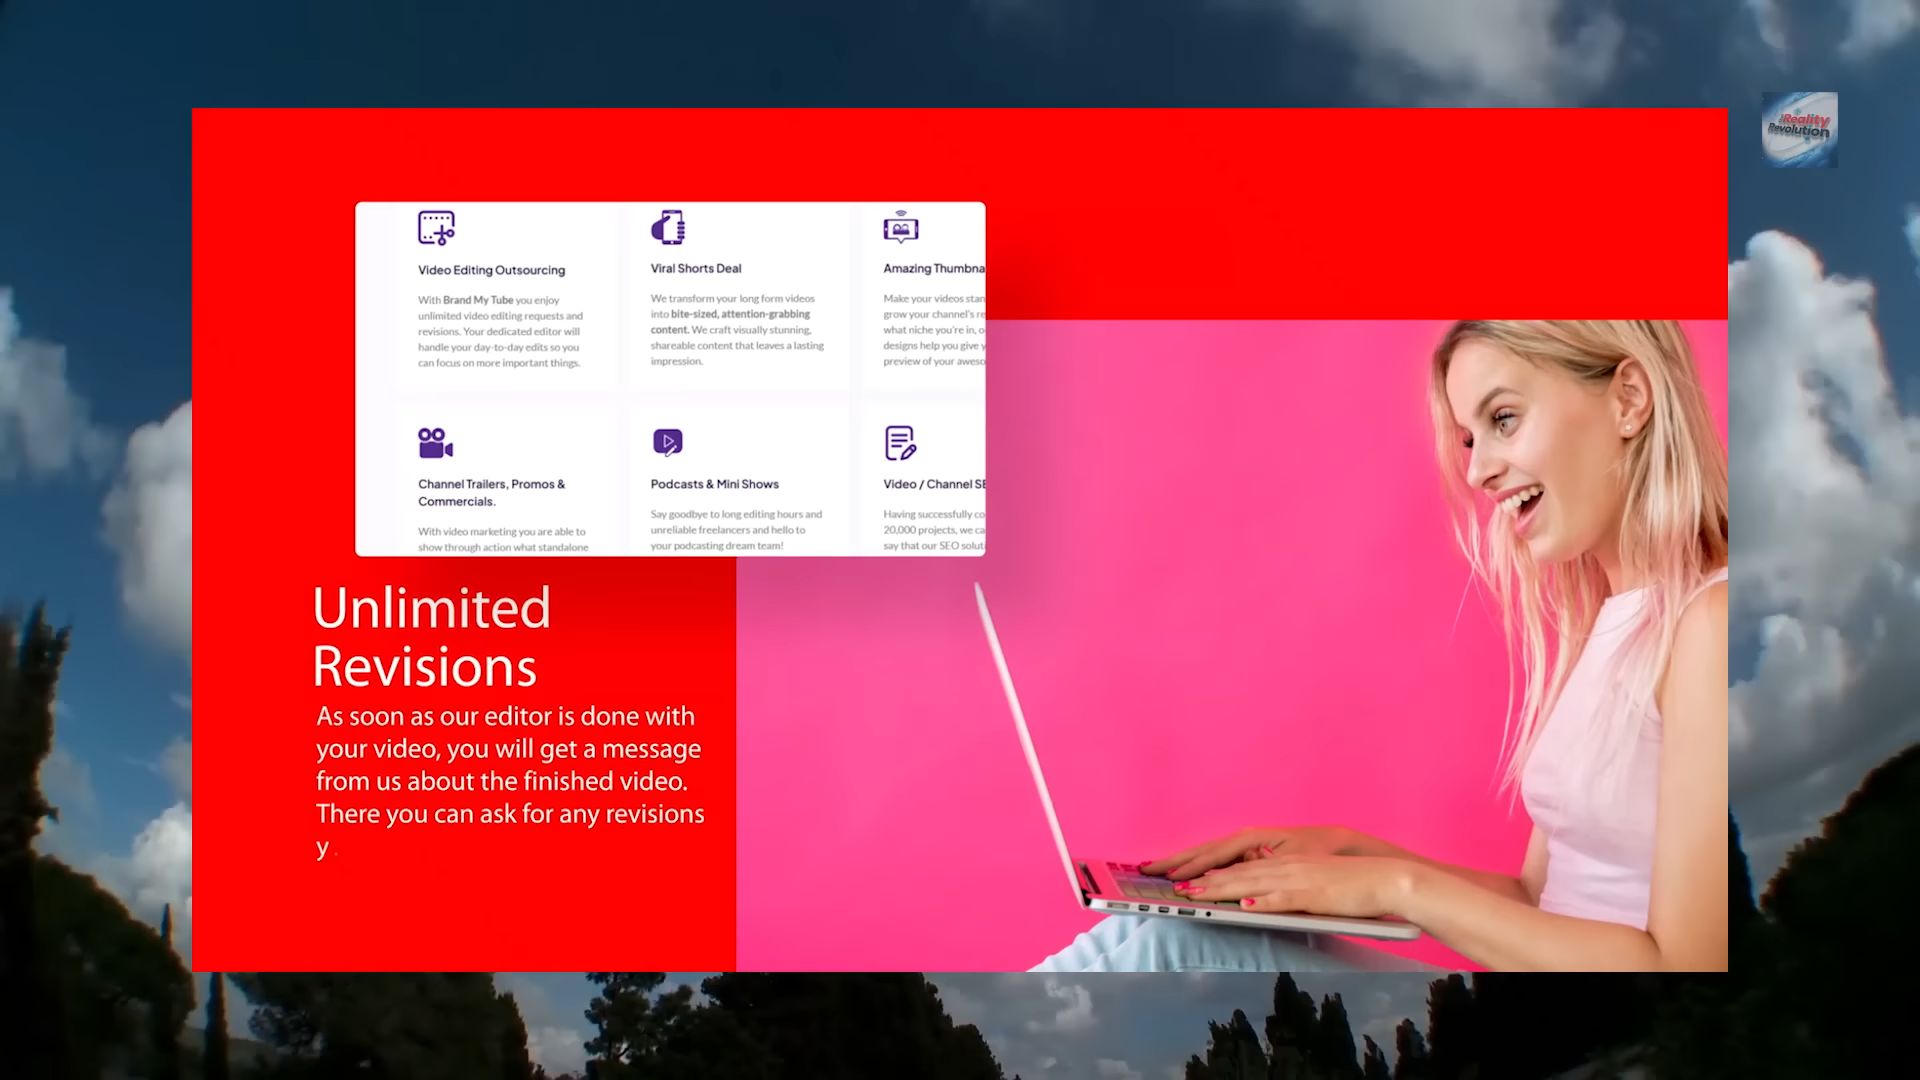 Reality
Revolution
Video Editing Outsourcing
With Brand My Tube you enjoy
unlimited video editing requests and
revisions. Your dedicated editor will
handle your day-to-day edits so you
can focus on more important things.
Viral Shorts Deal
We transform your long form videos
into bite-sized, attention-grabbing
content. We craft visually stunning,
shareable content that leaves a lasting
impression.
Amazing Thumbna
Make your videos stan
grow your channel's re
what niche you're in, o
designs help you give y
preview of your aweso
Channel Trailers, Promos &
Commercials.
With video marketing you are able to
show through action what standalone
Podcasts & Mini Shows
Say goodbye to long editing hours and
unreliable freelancers and hello to
your podcasting dream team!
Video / Channel SE
Having successfully co
20,000 projects, we ca
say that our SEO soluti
Unlimited
Revisions
As soon as our editor is done with
your video, you will get a message
from us about the finished video.
There you can ask for any revisions
y